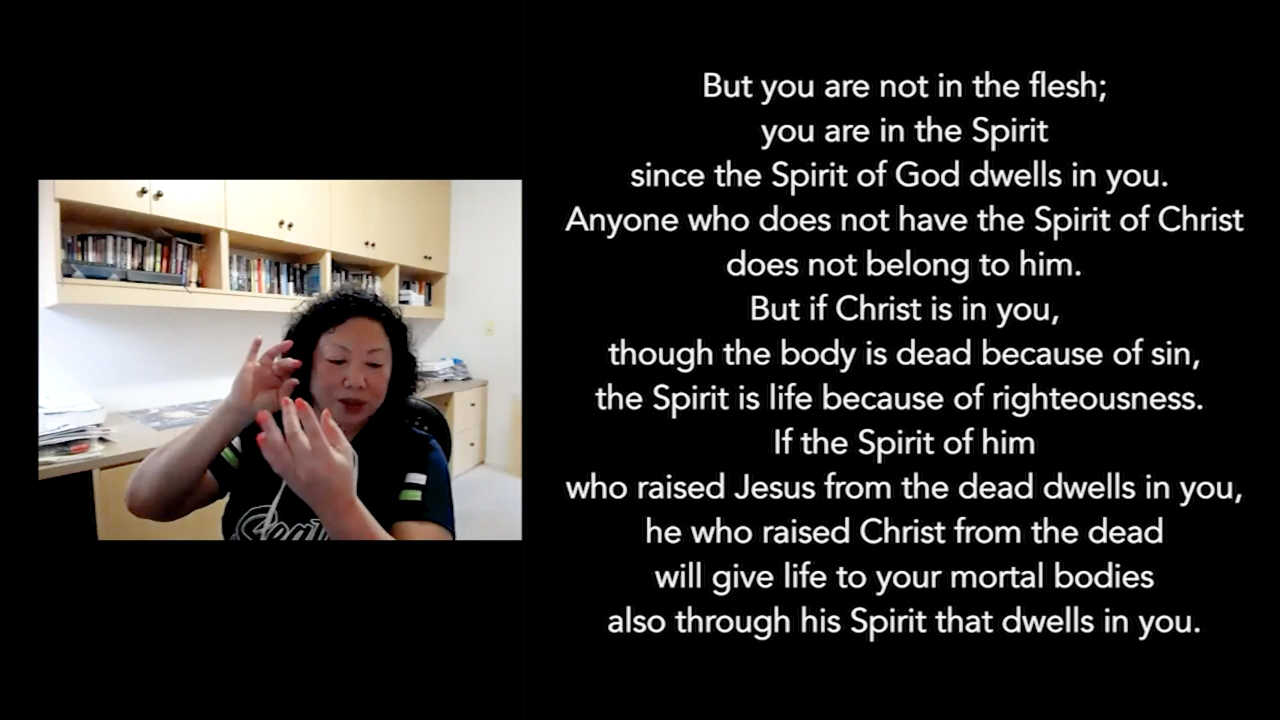 But you are not in the flesh;
you are in the Spirit
since the Spirit of God dwells in you.
Anyone who does not have the Spirit of Christ
does not belong to him.
But if Christ is in you,
though the body is dead because of sin,
the Spirit is life because of righteousness.
If the Spirit of him
who raised Jesus from the dead dwells in you,
he who raised Christ from the dead
will give life to your mortal bodies
also through his Spirit that dwells in you.